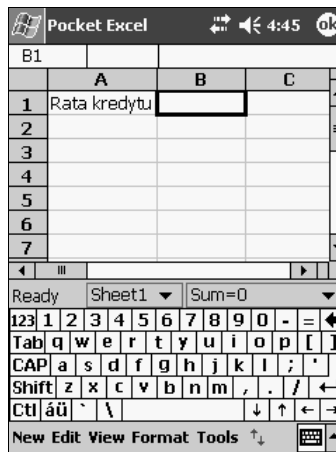 Pocket Excel 4:45 ok
B1
A B C
1 Rata kredytu
2
3
4
5
6
7
Ready Sheet1 Sum=0
123 1 2 3 4 5 6 7 8 9 0 - =
Tab q w e r t y u i o p [ ]
CAP a s d f g h j k l ; '
Shift z x c v b n m , . /
Ctl áü ` \
New Edit View Format Tools